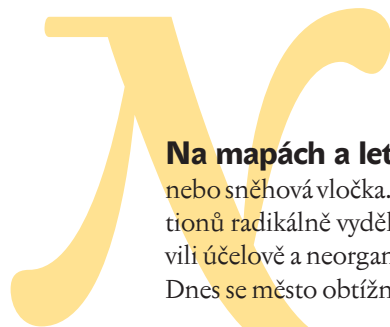 N
Na mapách a let
nebo sněhová vločka.
tionů radikálně vyděl
vili účelově a neorgan
Dnes se město obtížn